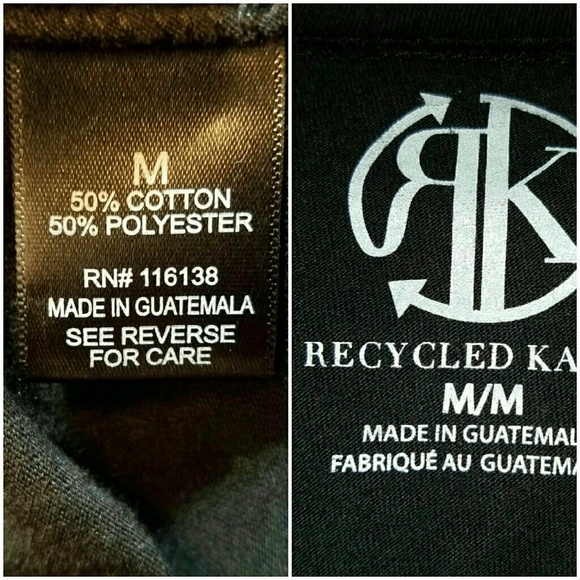 M
50% COTTON
50% POLYESTER
RN# 116138
MADE IN GUATEMALA
SEE REVERSE
FOR CARE
RK
RECYCLED KA
M/M
MADE IN GUATEMAL
FABRIQUÉ AU GUATEMA